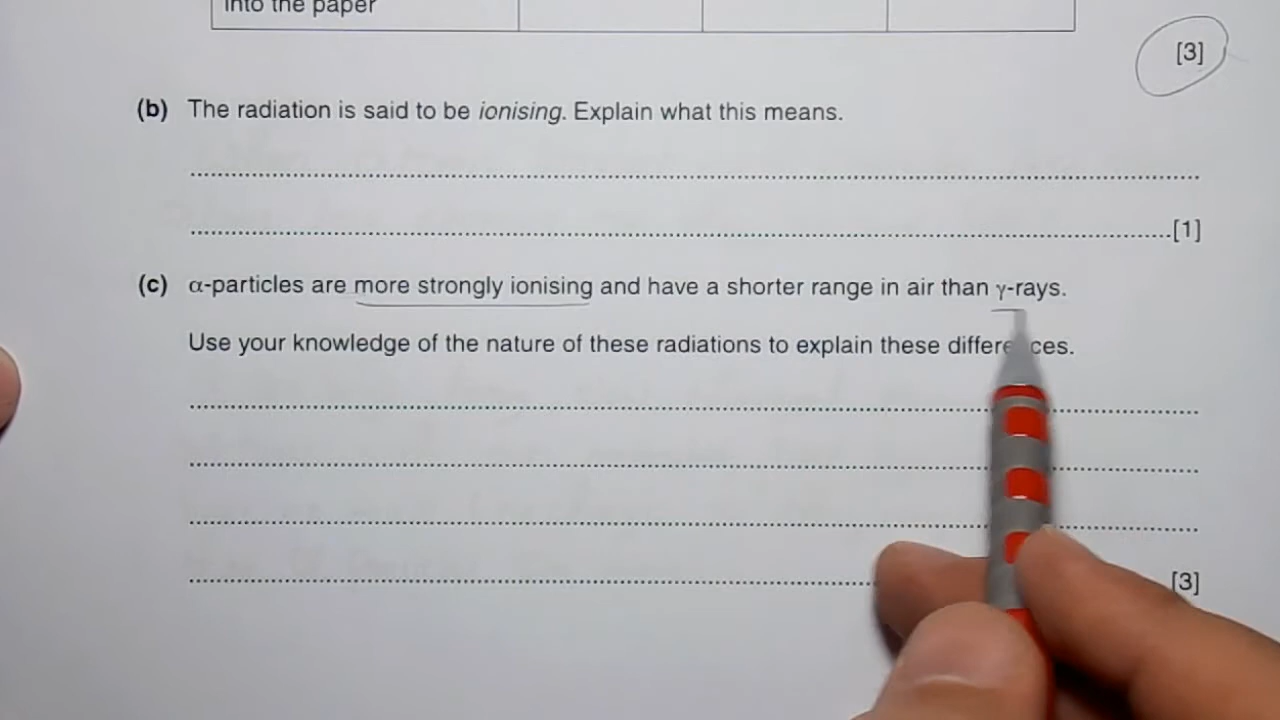 into the paper
[3]
(b) The radiation is said to be ionising. Explain what this means.
[1]
(c) α-particles are more strongly ionising and have a shorter range in air than γ-rays.
Use your knowledge of the nature of these radiations to explain these differences.
[3]